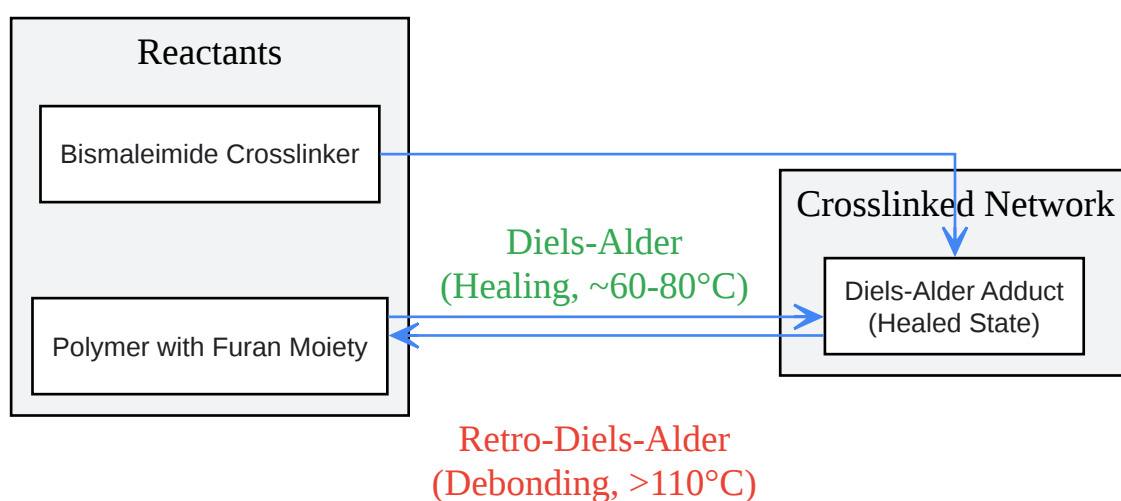 Reactants
Bismaleimide Crosslinker
Polymer with Furan Moiety
Diels-Alder
(Healing, ~60-80°C)
Retro-Diels-Alder
(Debonding, >110°C)
Crosslinked Network
Diels-Alder Adduct
(Healed State)